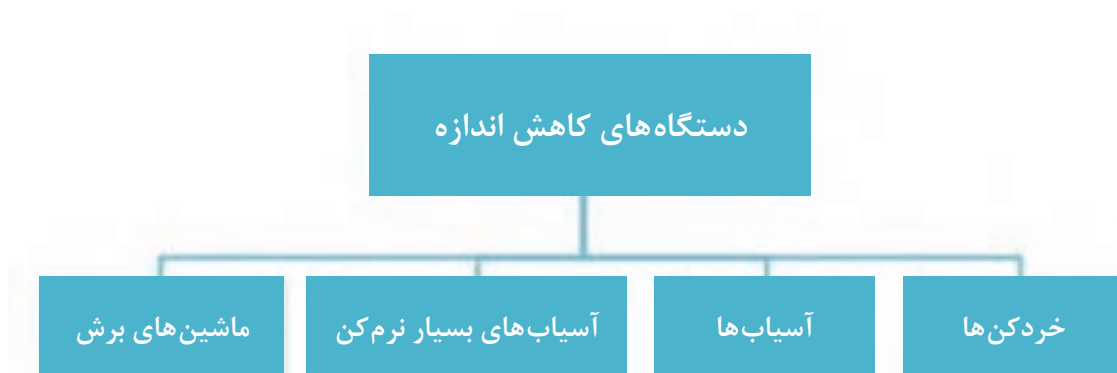 دستگاه‌های کاهش اندازه
خردکن‌ها
آسیاب‌ها
آسیاب‌های بسیار نرم‌کن
ماشین‌های برش